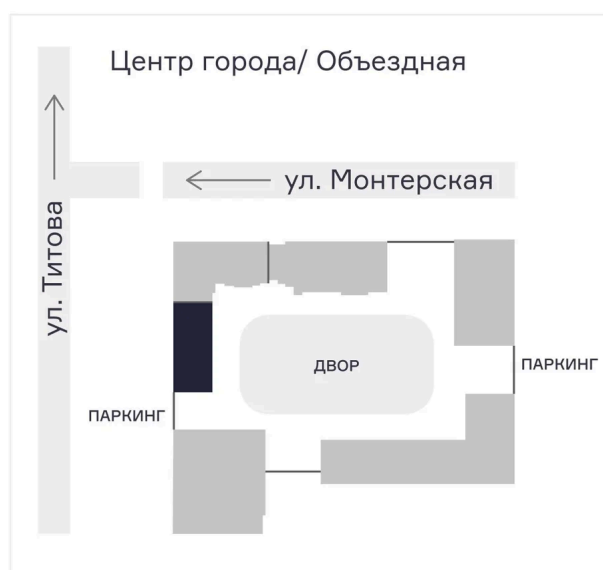 Центр города/ Объездная
ул. Монтерская
ул. Титова
ДВОР
ПАРКИНГ
ПАРКИНГ